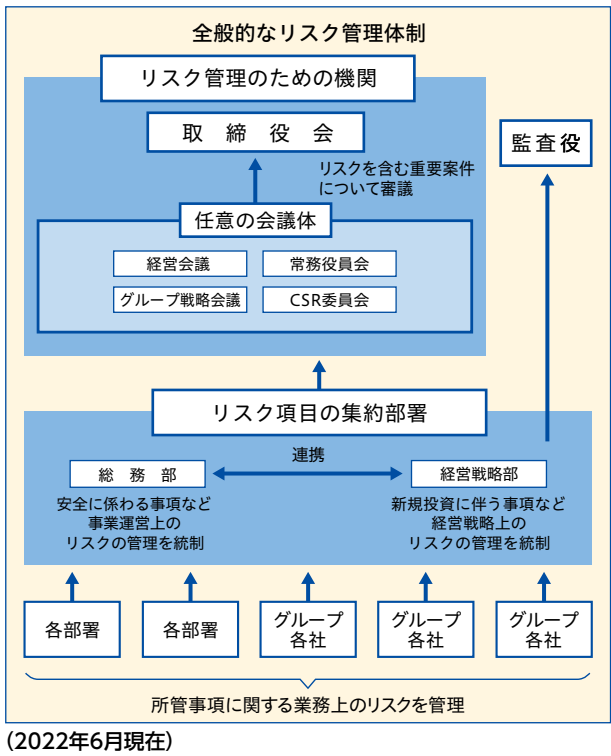 全般的なリスク管理体制
リスク管理のための機関
取締役会
監査役
リスクを含む重要案件
について審議
任意の会議体
経営会議
常務役員会
グループ戦略会議
CSR委員会
リスク項目の集約部署
連携
総務部
経営戦略部
安全に係わる事項など
事業運営上の
リスクの管理を統制
新規投資に伴う事項など
経営戦略上の
リスクの管理を統制
各部署
各部署
グループ
各社
グループ
各社
グループ
各社
所管事項に関する業務上のリスクを管理
(2022年6月現在)